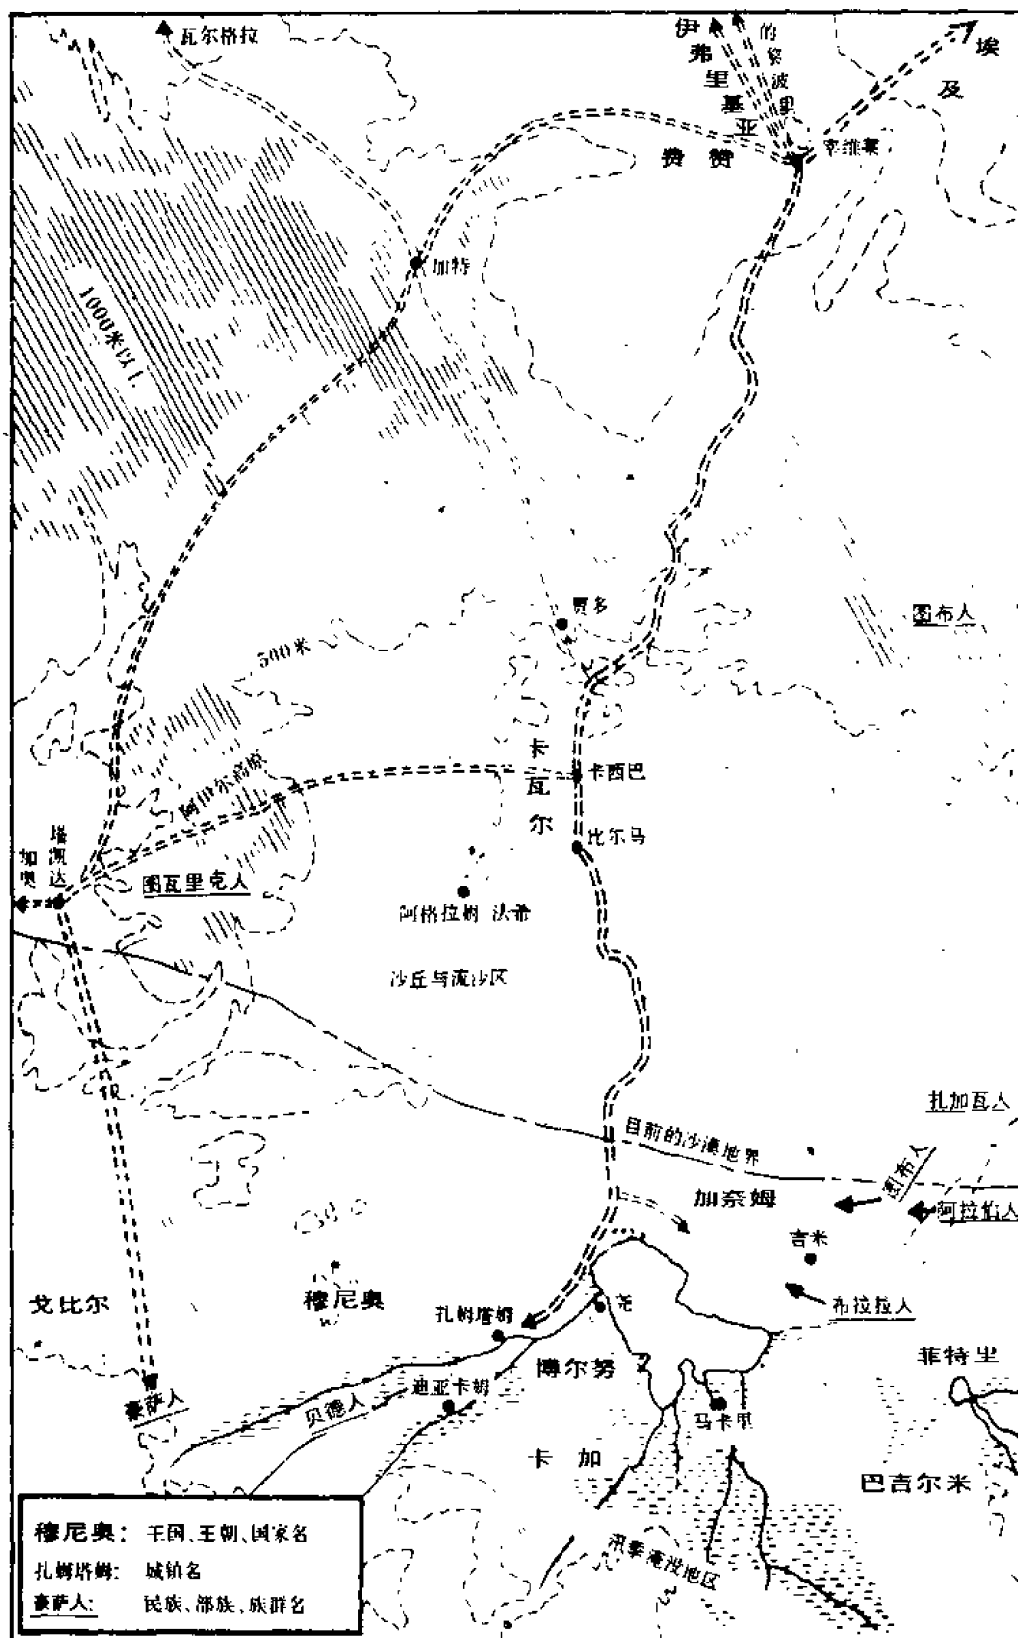 瓦尔格拉
伊弗里基亚
的黎波里
埃及
费赞
加特
1000米以上
贾多
图布人
500米
卡瓦尔
卡西巴
阿伊尔高原
比尔马
塔凯达
加奥
图瓦里克人
阿格拉姆 法希
沙丘与流沙区
扎加瓦人
目前的沙漠地界
图布人
加奈姆
阿拉伯人
吉米
戈比尔
穆尼奥
扎姆塔姆
布拉拉人
博尔努
菲特里
迪亚卡姆
豪萨人
贝德人
马卡里
卡加
巴吉尔米
汛季淹没地区
穆尼奥： 王国、王朝、国家名
扎姆塔姆： 城镇名
豪萨人： 民族、部族、族群名